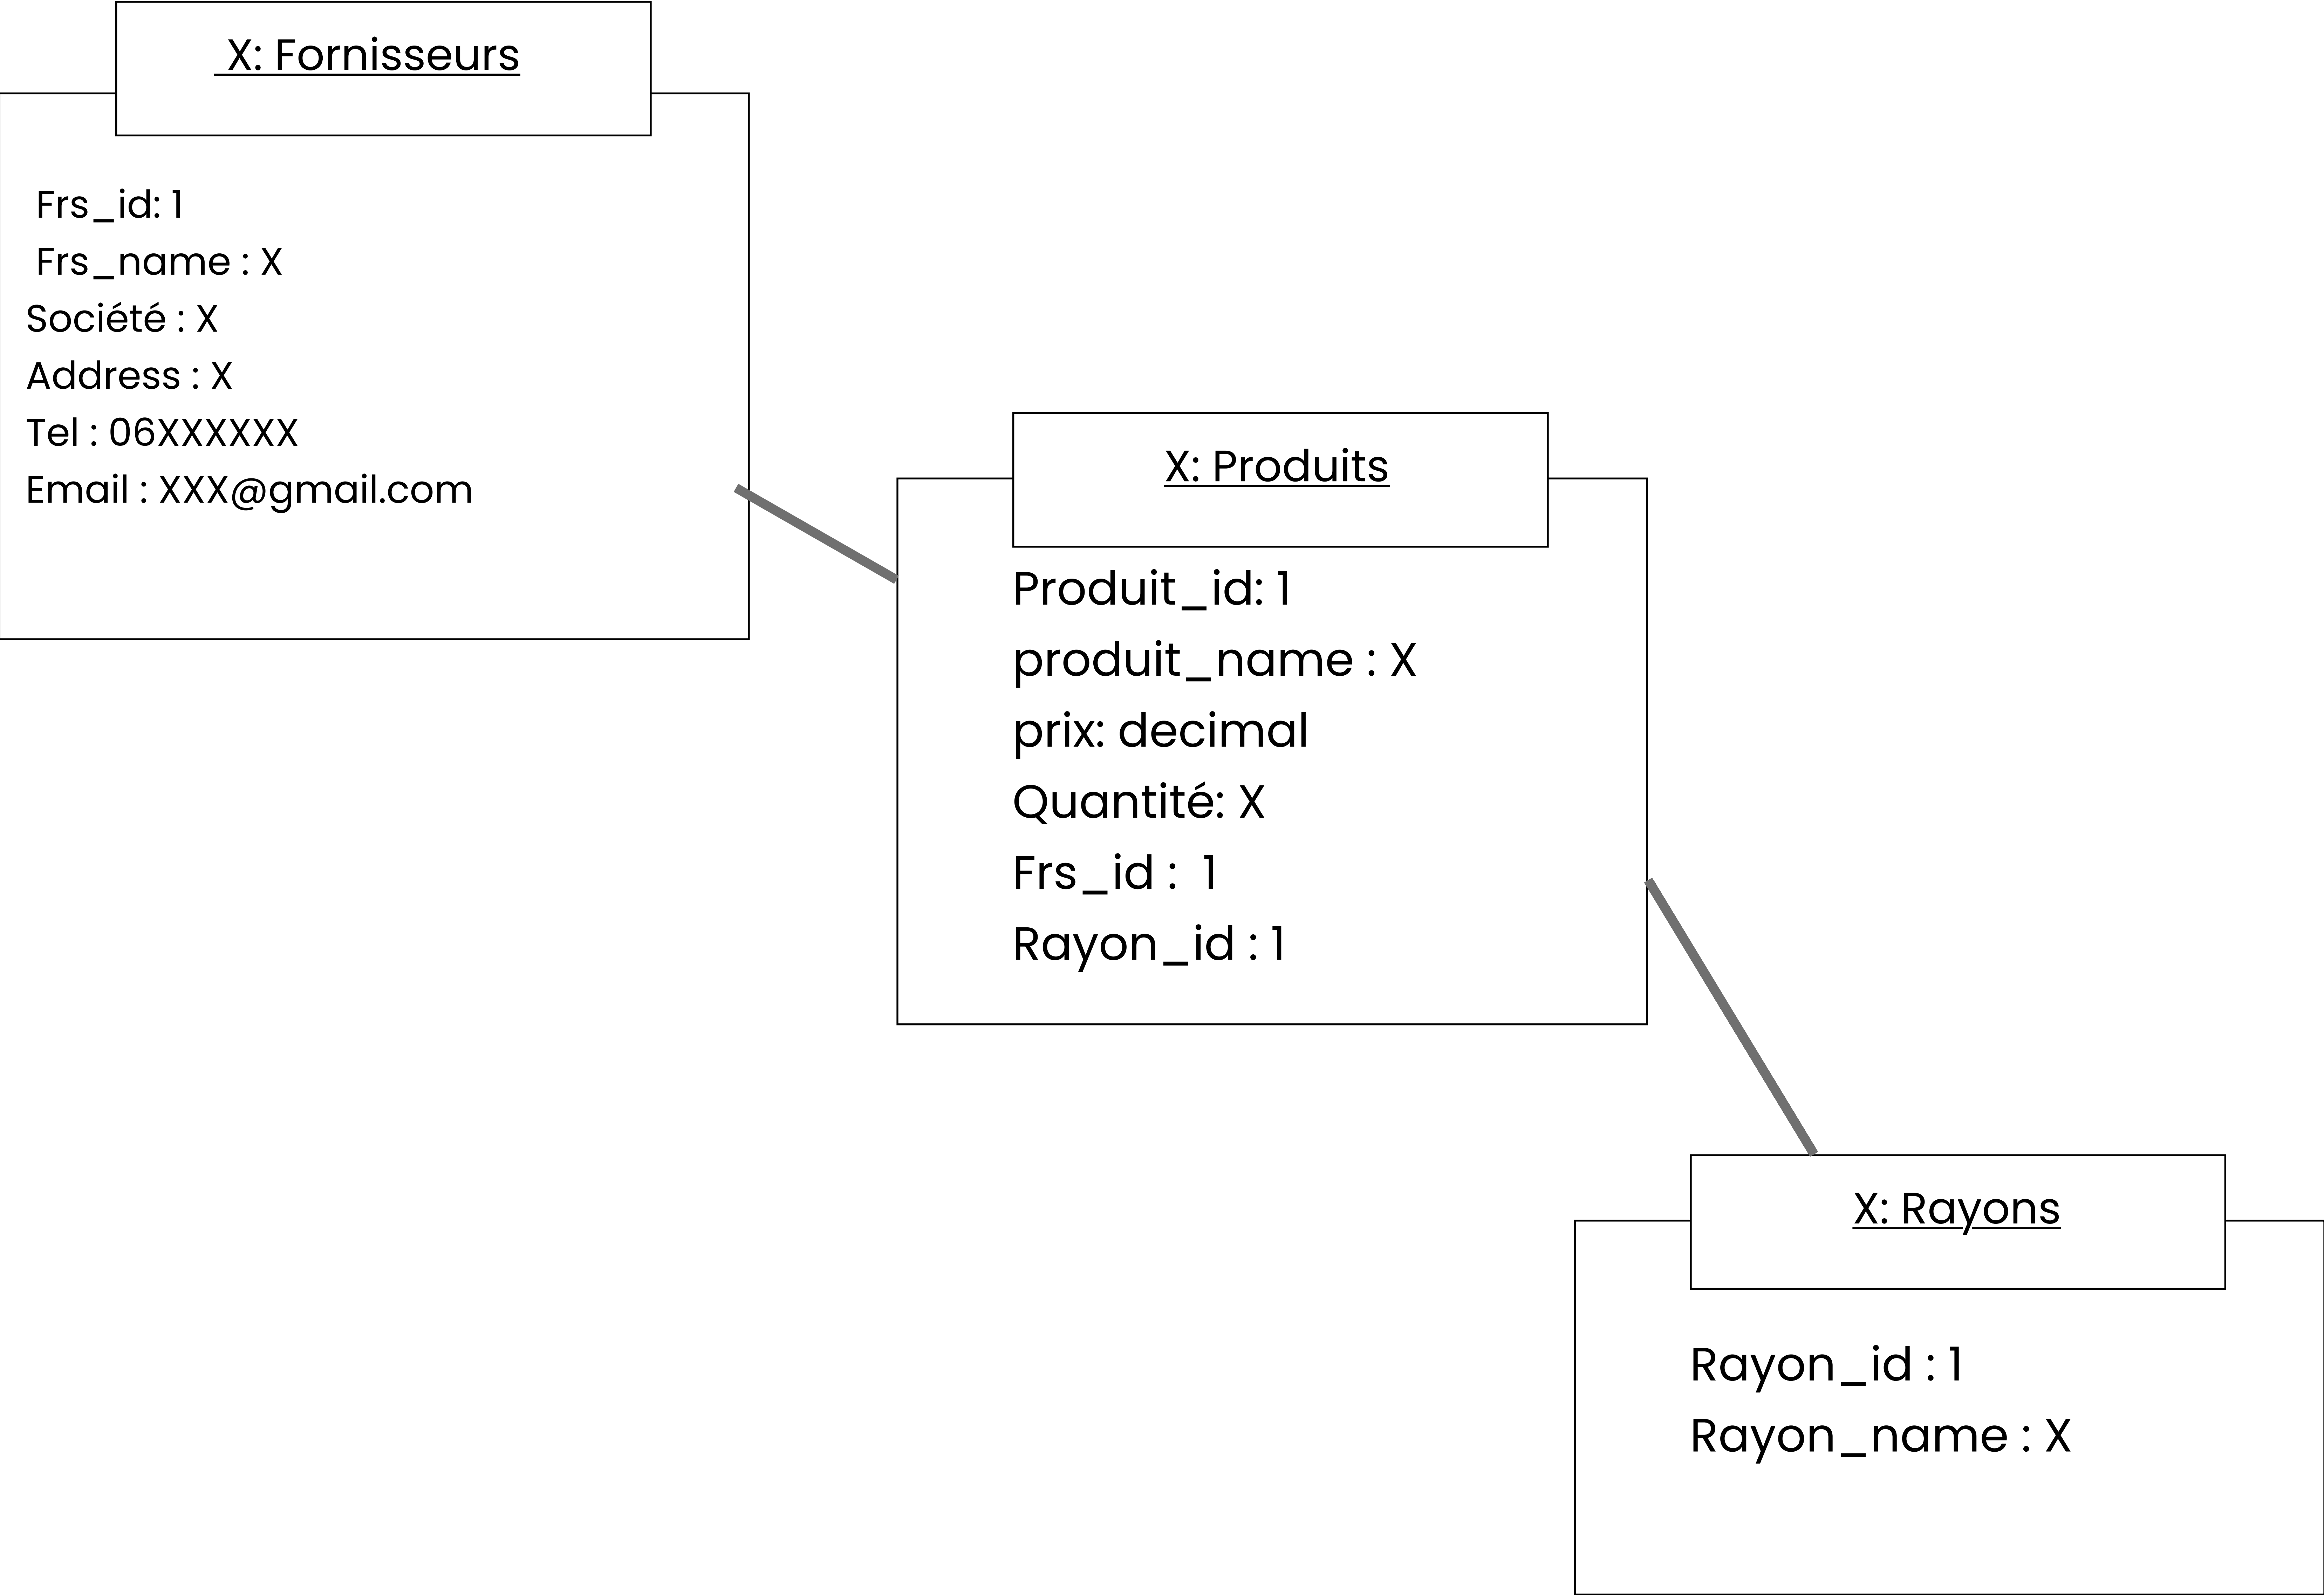 X: Fornisseurs
Frs_id: 1
Frs_name : X
Société : X
Address : X
Tel : 06XXXXXX
Email : XXX@gmail.com
X: Produits
Produit_id: 1
produit_name : X
prix: decimal
Quantité: X
Frs_id : 1
Rayon_id : 1
X: Rayons
Rayon_id : 1
Rayon_name : X